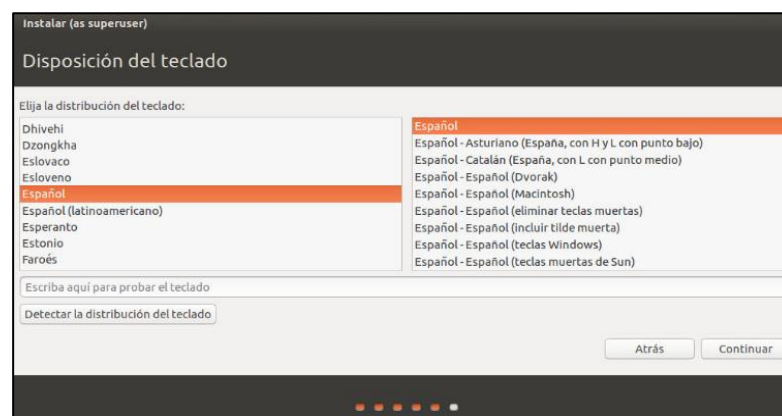 Instalar (as superuser)
Disposición del teclado
Elija la distribución del teclado:
Dhivehi
Dzongkha
Eslovaco
Esloveno
Español
Español (latinoamericano)
Esperanto
Estonio
Faroés
Español
Español - Asturiano (España, con H y L con punto bajo)
Español - Catalán (España, con L con punto medio)
Español - Español (Dvorak)
Español - Español (Macintosh)
Español - Español (eliminar teclas muertas)
Español - Español (incluir tilde muerta)
Español - Español (teclas Windows)
Español - Español (teclas muertas de Sun)
Escriba aquí para probar el teclado
Detectar la distribución del teclado
Atrás
Continuar